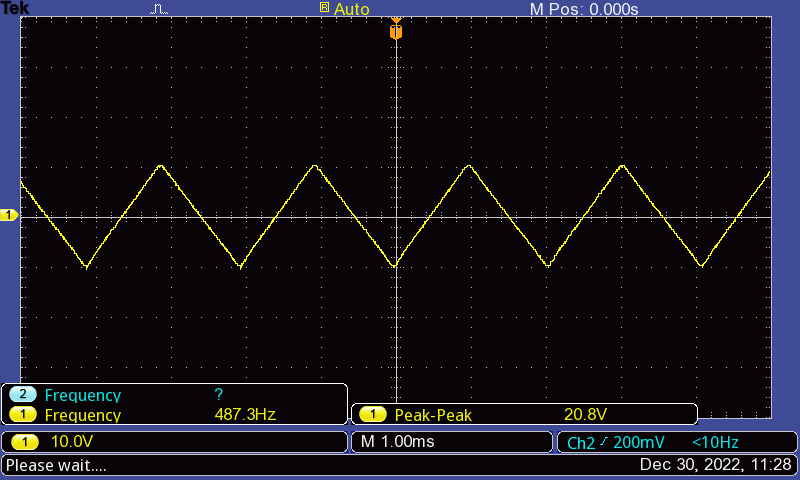 Tek R Auto M Pos: 0.000s
T
1
2 Frequency ?
1 Frequency 487.3Hz 1 Peak-Peak 20.8V
1 10.0V M 1.00ms Ch2 200mV <10Hz
Please wait.... Dec 30, 2022, 11:28